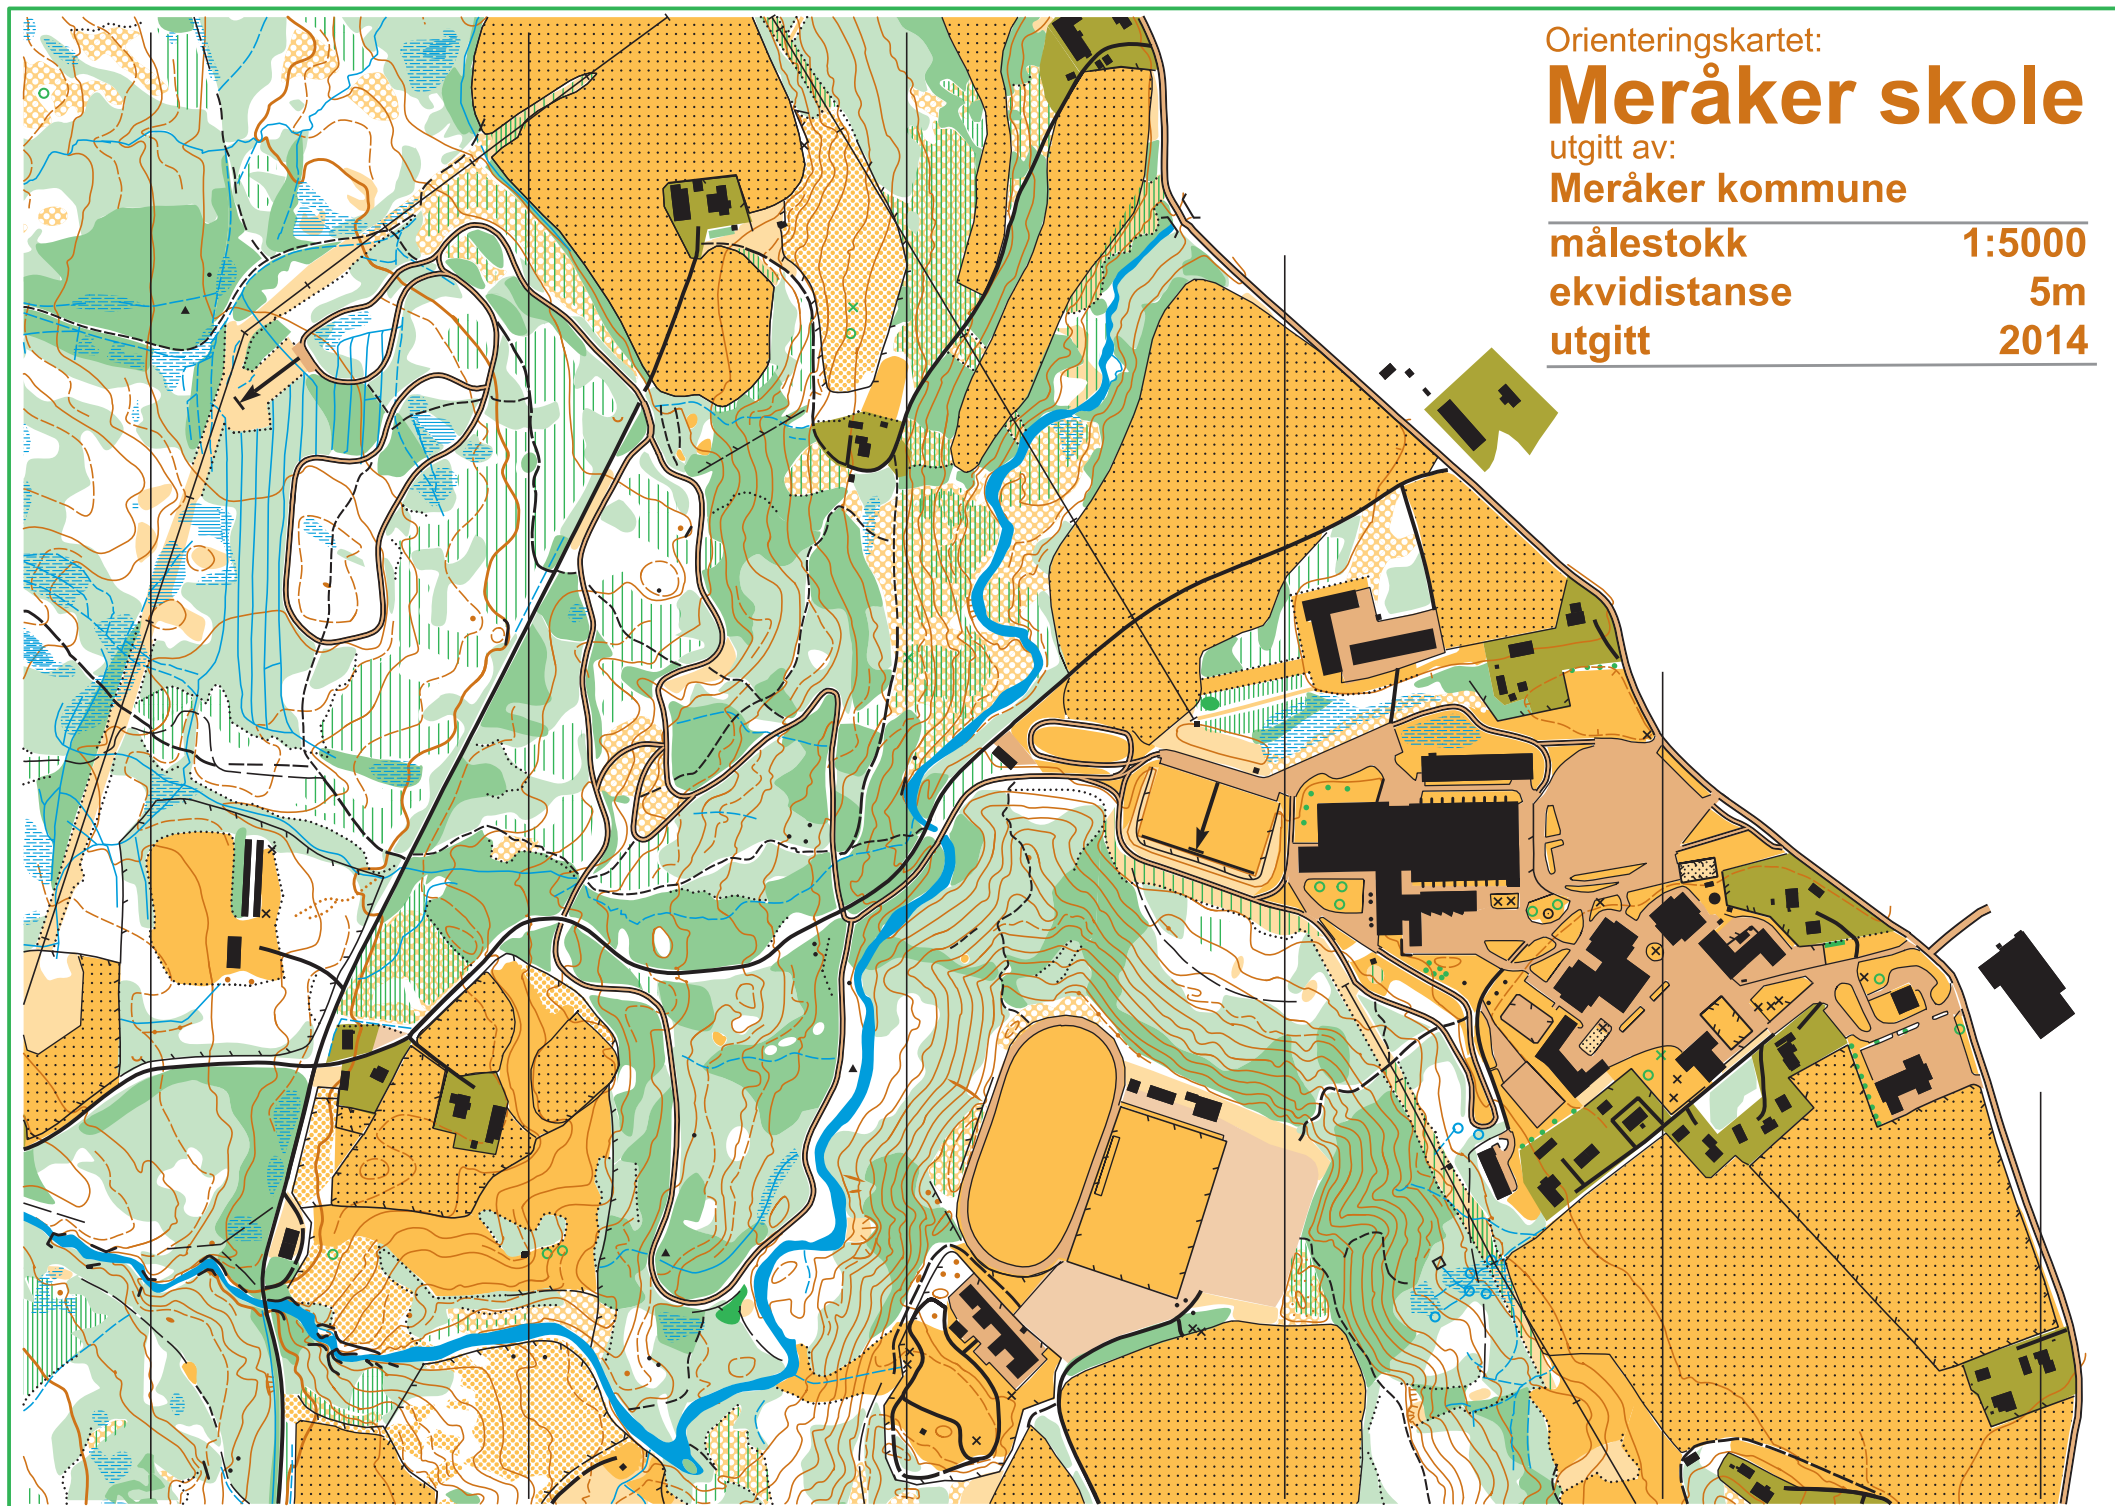 Orienteringskartet:
Meråker skole
utgitt av:
Meråker kommune
målestokk 1:5000
ekvidistanse 5m
utgitt 2014